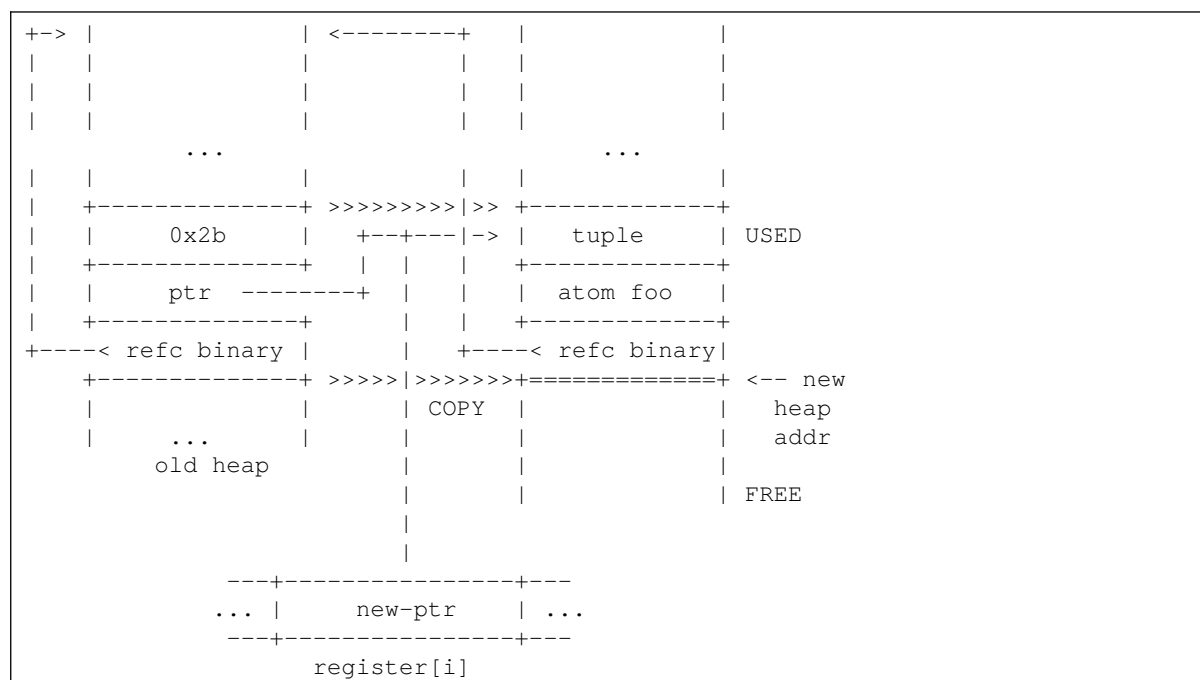 +-> |              | <--------+   |             |
|   |              |          |   |             |
|   |              |          |   |             |
|   |              |          |   |             |
          ...                            ...
|   |              |          |   |             |
|   +--------------+ >>>>>>>>>|>> +-------------+
|   |     0x2b     |   +--+---|-> |   tuple     | USED
|   +--------------+   |  |   |   +-------------+
|   |     ptr  --------+  |   |   |  atom foo   |
|   +--------------+      |   |   +-------------+
+----< refc binary |      |   +----< refc binary|
    +--------------+ >>>>>|>>>>>>>+=============+ <-- new
    |              |      | COPY  |             |   heap
    |     ...      |      |       |             |   addr
        old heap          |       |             |
                          |       |             | FREE
                          |
                          |
             ---+----------------+---
            ... |     new-ptr    | ...
             ---+----------------+---
                   register[i]